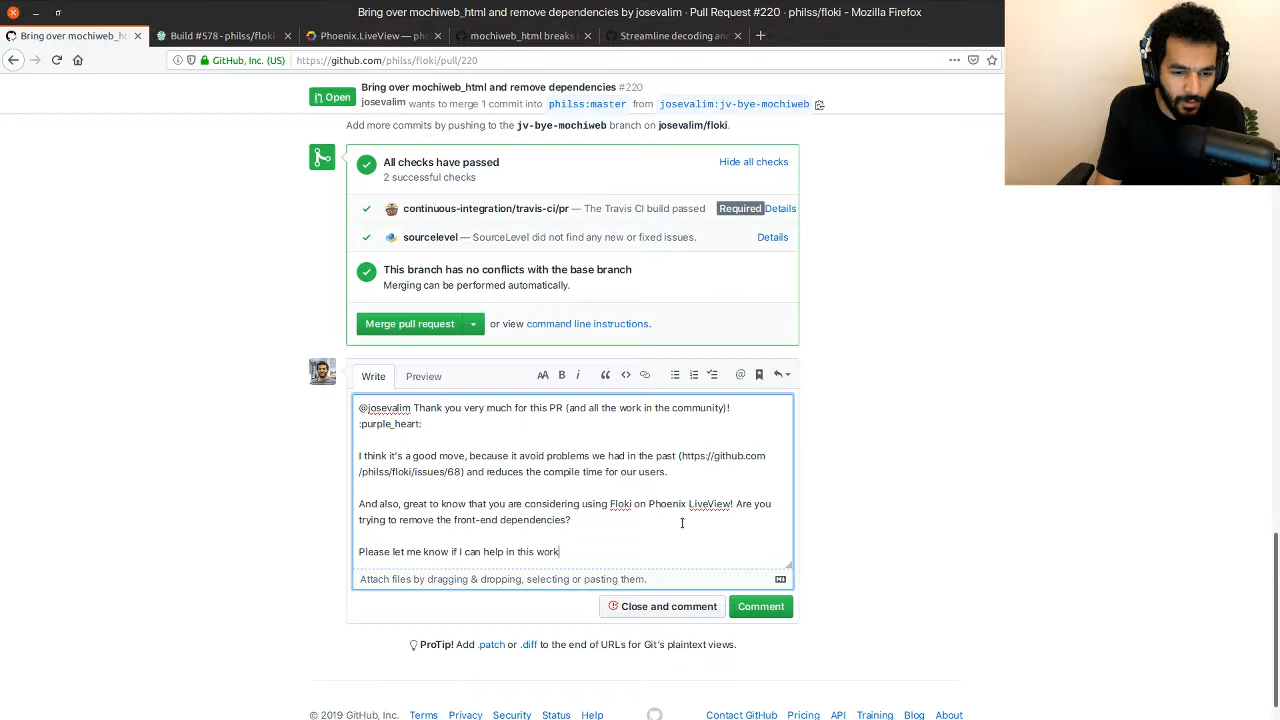 Bring over mochiweb_html and remove dependencies by josevalim · Pull Request #220 · philss/floki - Mozilla Firefox
Bring over mochiweb_ht
Build #578 - philss/floki
Phoenix.LiveView — pho
mochiweb_html breaks b
Streamline decoding and
GitHub, Inc. (US)
https://github.com/philss/floki/pull/220
Open
Bring over mochiweb_html and remove dependencies #220
josevalim wants to merge 1 commit into philss:master from josevalim:jv-bye-mochiweb
Add more commits by pushing to the jv-bye-mochiweb branch on josevalim/floki.
All checks have passed
Hide all checks
2 successful checks
continuous-integration/travis-ci/pr — The Travis CI build passed
Required
Details
sourcelevel — SourceLevel did not find any new or fixed issues.
Details
This branch has no conflicts with the base branch
Merging can be performed automatically.
Merge pull request
or view command line instructions.
Write
Preview
@josevalim Thank you very much for this PR (and all the work in the community)!
:purple_heart:
I think it's a good move, because it avoid problems we had in the past (https://github.com
/philss/floki/issues/68) and reduces the compile time for our users.
And also, great to know that you are considering using Floki on Phoenix LiveView! Are you
trying to remove the front-end dependencies?
Please let me know if I can help in this work
Attach files by dragging & dropping, selecting or pasting them.
Close and comment
Comment
ProTip! Add .patch or .diff to the end of URLs for Git's plaintext views.
© 2019 GitHub, Inc.
Terms
Privacy
Security
Status
Help
Contact GitHub
Pricing
API
Training
Blog
About